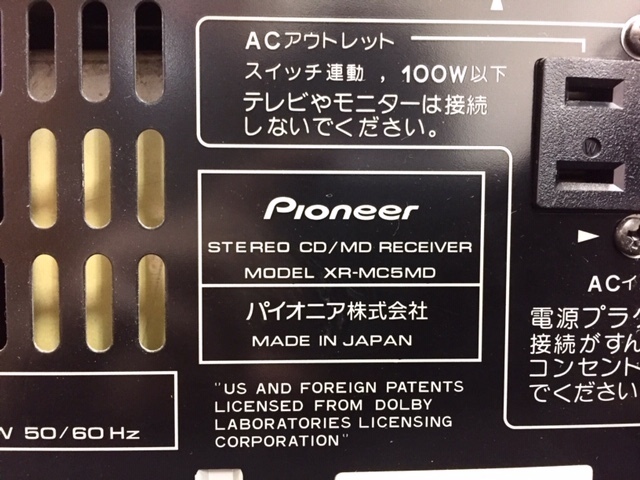 ACアウトレット
スイッチ連動,100W以下
テレビやモニターは接続
しないでください。
Pioneer
STEREO CD/MD RECEIVER
MODEL XR-MC5MD
パイオニア株式会社
MADE IN JAPAN
ACイ
電源プラグ
接続がすん
コンセント
でください
"US AND FOREIGN PATENTS
LICENSED FROM DOLBY
LABORATORIES LICENSING
CORPORATION"
50/60 Hz